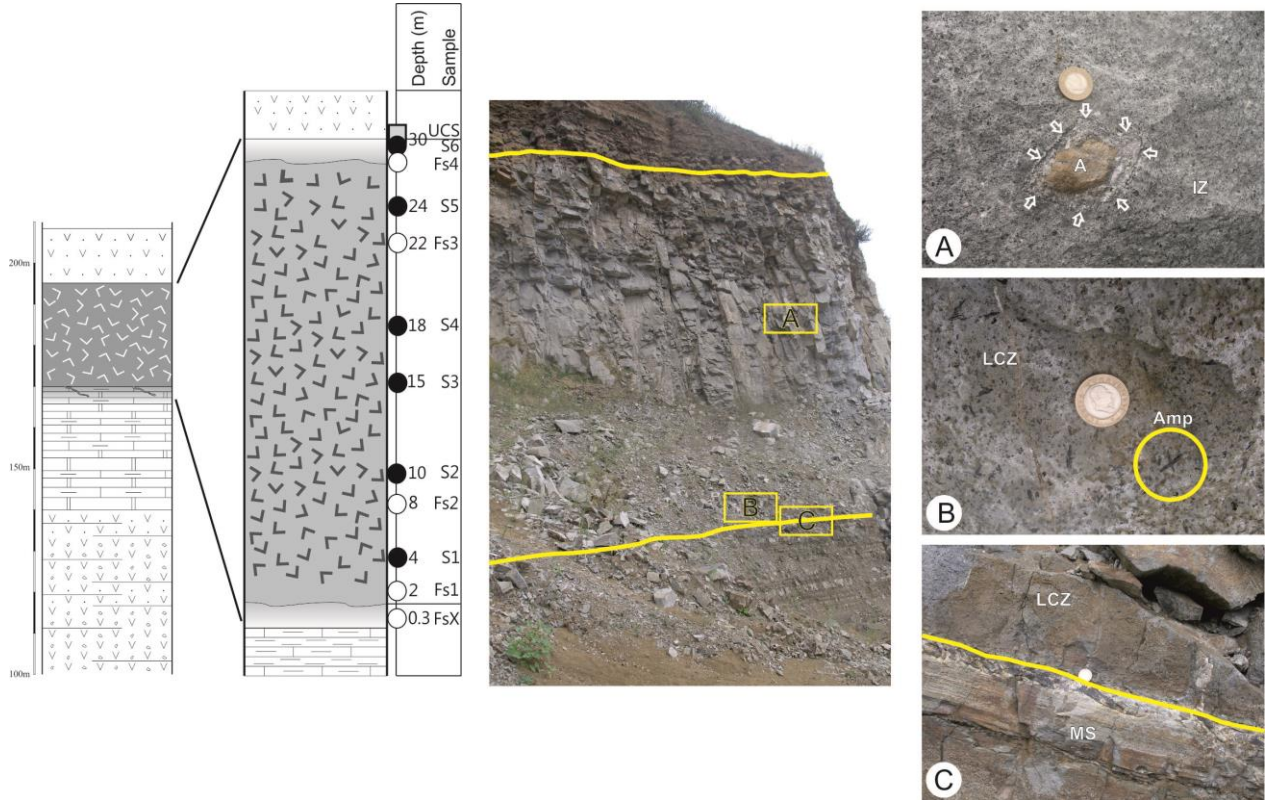 200m
150m
100m
Depth (m) Sample
UCS
30 S6
Fs4
24 S5
22 Fs3
18 S4
15 S3
10 S2
8 Fs2
4 S1
2 Fs1
0.3 FsX
A
B
C
A
IZ
A
LCZ
Amp
B
LCZ
MS
C